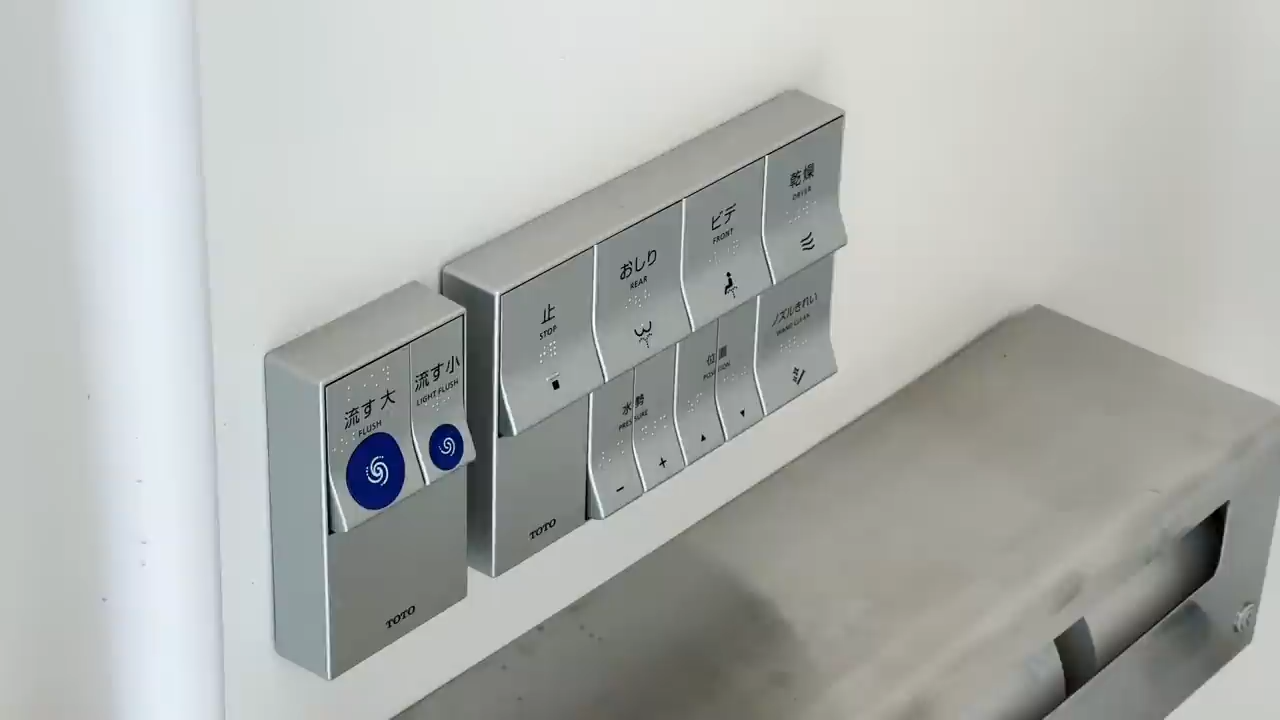 流す大
FLUSH
流す小
LIGHT FLUSH
TOTO
止
STOP
おしり
REAR
ビデ
FRONT
乾燥
DRYER
水勢
PRESSURE
－
＋
位置
POSITION
▲
▼
ノズルきれい
WAND CLEAN
TOTO